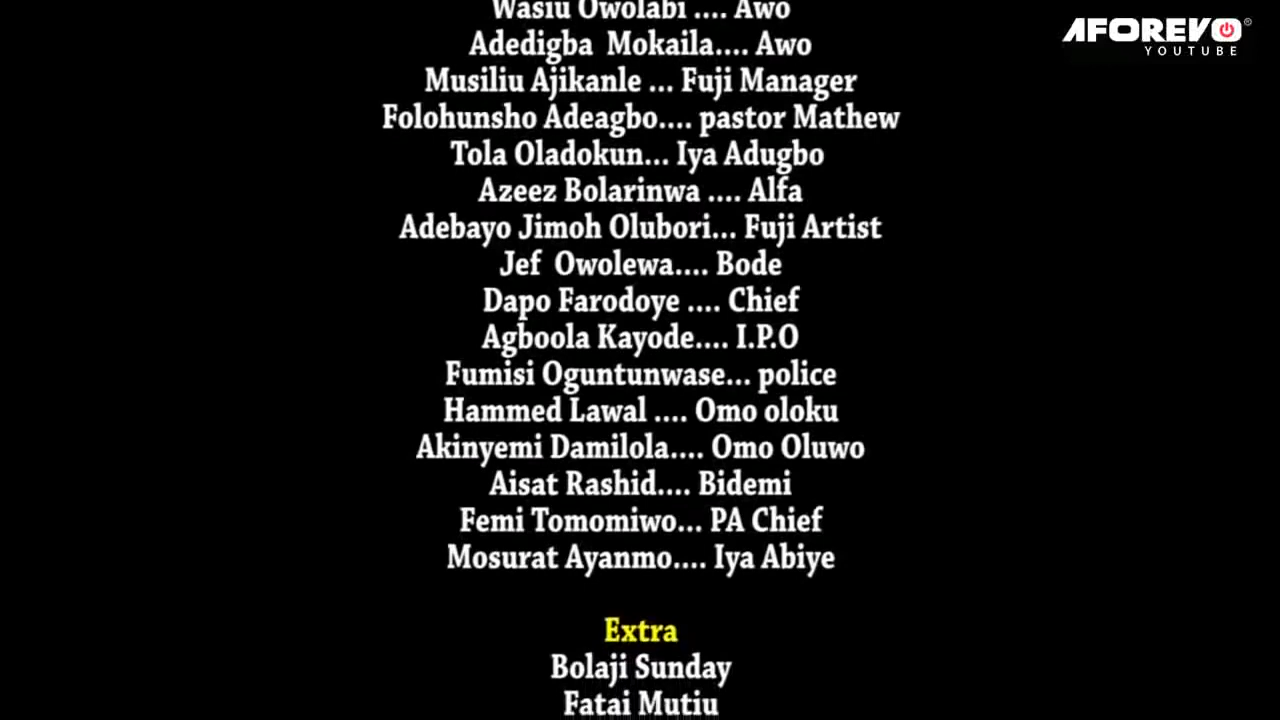 Wasiu Owolabi .... Awo
AFOREVO®
YOUTUBE
Adedigba Mokaila.... Awo
Musiliu Ajikanle ... Fuji Manager
Folohunsho Adeagbo.... pastor Mathew
Tola Oladokun... Iya Adugbo
Azeez Bolarinwa .... Alfa
Adebayo Jimoh Olubori... Fuji Artist
Jef Owolewa.... Bode
Dapo Farodoye .... Chief
Agboola Kayode.... I.P.O
Fumisi Oguntunwase... police
Hammed Lawal .... Omo oloku
Akinyemi Damilola.... Omo Oluwo
Aisat Rashid.... Bidemi
Femi Tomomiwo... PA Chief
Mosurat Ayanmo.... Iya Abiye
Extra
Bolaji Sunday
Fatai Mutiu